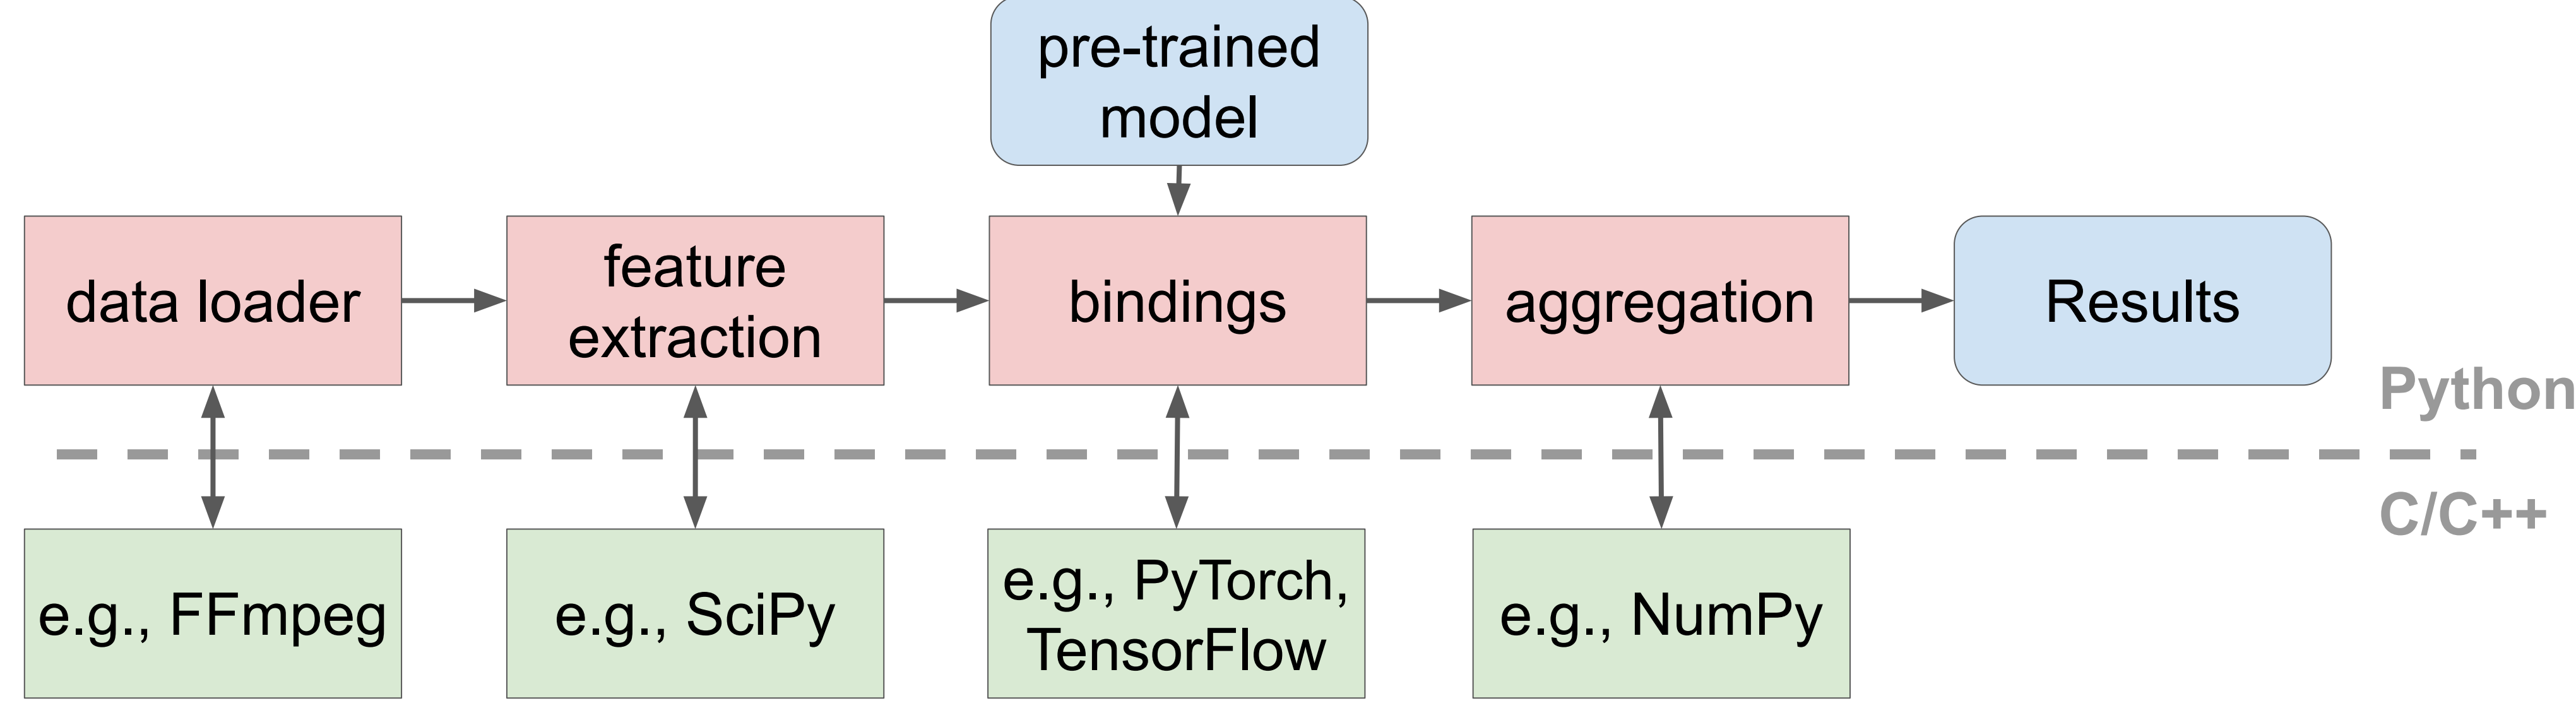 pre-trained
model
data loader
feature
extraction
bindings
aggregation
Results
Python
C/C++
e.g., FFmpeg
e.g., SciPy
e.g., PyTorch,
TensorFlow
e.g., NumPy